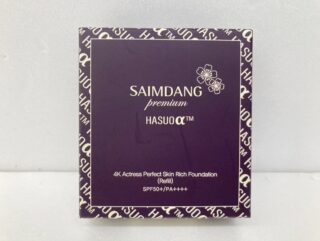 SAIMDANG
premium
HASUOα™
4K Actress Perfect Skin Rich Foundation
(Refill)
SPF50+/PA++++